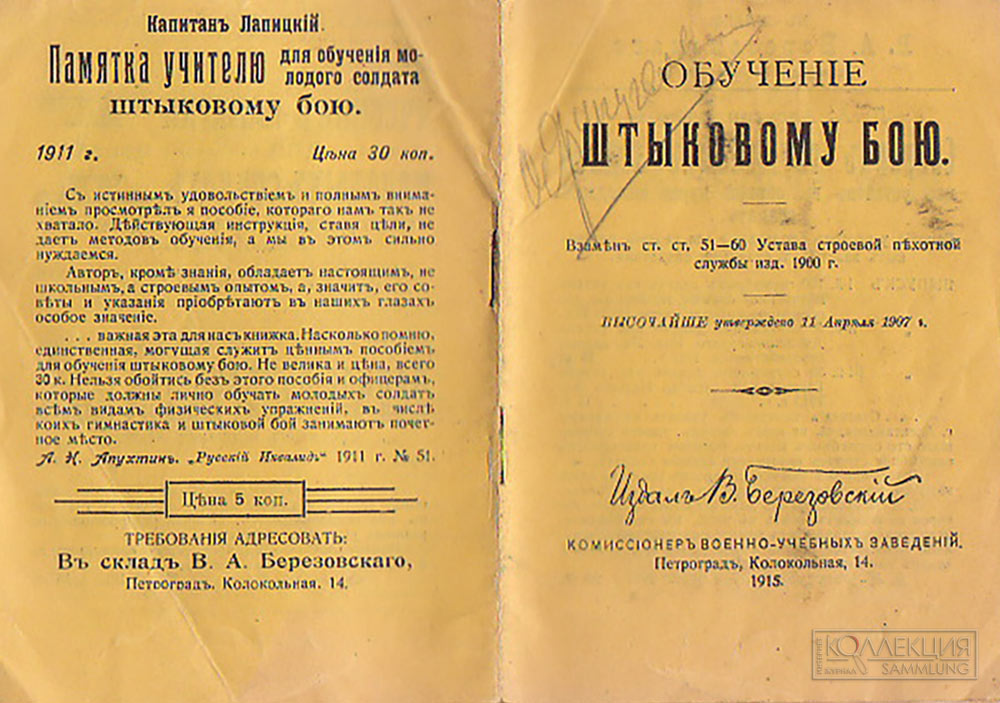 Капитанъ Лапицкій.
Памятка учителю для обученія мо-
лодого солдата
штыковому бою.
1911 г. Цѣна 30 коп.
Съ истиннымъ удовольствіемъ и полнымъ внима-
ніемъ просмотрѣлъ я пособіе, котораго намъ такъ не
хватало. Дѣйствующая инструкція, ставя цѣли, не
даетъ методовъ обученія, а мы въ этомъ сильно
нуждаемся.
Авторъ, кромѣ знанія, обладаетъ настоящимъ, не
школьнымъ, а строевымъ опытомъ, а, значитъ, его со-
вѣты и указанія пріобрѣтаютъ въ нашихъ глазахъ
особое значеніе.
. . . важная эта для насъ книжка. Насколько помню,
единственная, могущая служить цѣннымъ пособіемъ
для обученія штыковому бою. Не велика и цѣна, всего
30 к. Нельзя обойтись безъ этого пособія и офицерамъ,
которые должны лично обучать молодыхъ солдатъ
всѣмъ видамъ физическихъ упражненій, въ числѣ
коихъ гимнастика и штыковой бой занимаютъ почет-
ное мѣсто.
А. Н. Апухтинъ. „Русскій Инвалидъ“ 1911 г. № 51.
Цѣна 5 коп.
ТРЕБОВАНІЯ АДРЕСОВАТЬ:
Въ складъ В. А. Березовскаго,
Петроградъ, Колокольная, 14.
ОБУЧЕНІЕ
ШТЫКОВОМУ БОЮ.
Взамѣнъ ст. ст. 51—60 Устава строевой пѣхотной
службы изд. 1900 г.
ВЫСОЧАЙШЕ утверждено 11 Апрѣля 1907 г.
Издалъ В. Березовскій
КОМИССІОНЕРЪ ВОЕННО-УЧЕБНЫХЪ ЗАВЕДЕНІЙ.
Петроградъ, Колокольная, 14.
1915.
КОЛЛЕКЦИЯ
ЖУРНАЛ SAMMLUNG